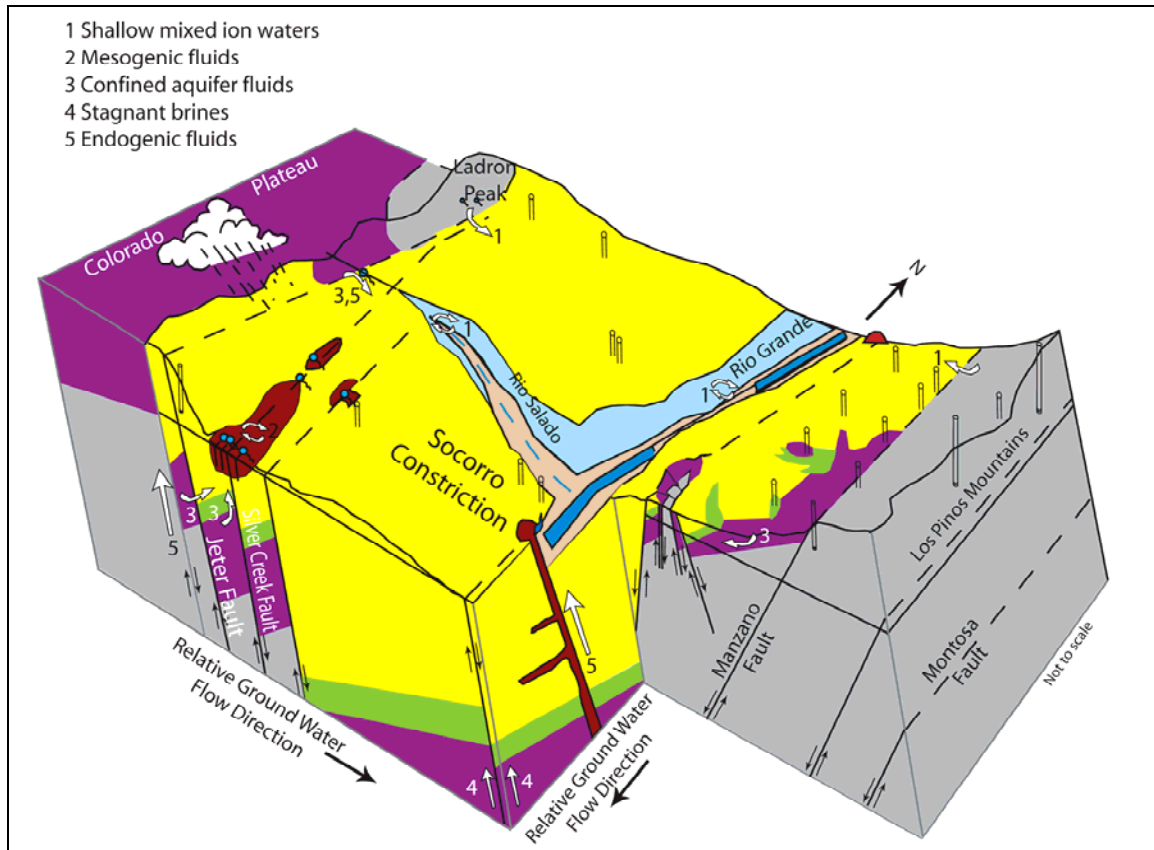 1 Shallow mixed ion waters
2 Mesogenic fluids
3 Confined aquifer fluids
4 Stagnant brines
5 Endogenic fluids
Colorado
Plateau
Ladron
Peak
1
3,5
N
1
Rio Salado
Rio Grande
1
1
2
Socorro
Constriction
3
3
5
Jeter Fault
Silver Creek Fault
3
5
Los Pinos Mountains
Manzano
Fault
Montosa
Fault
Not to scale
Relative Ground Water
Flow Direction
4
4
Relative Ground Water
Flow Direction